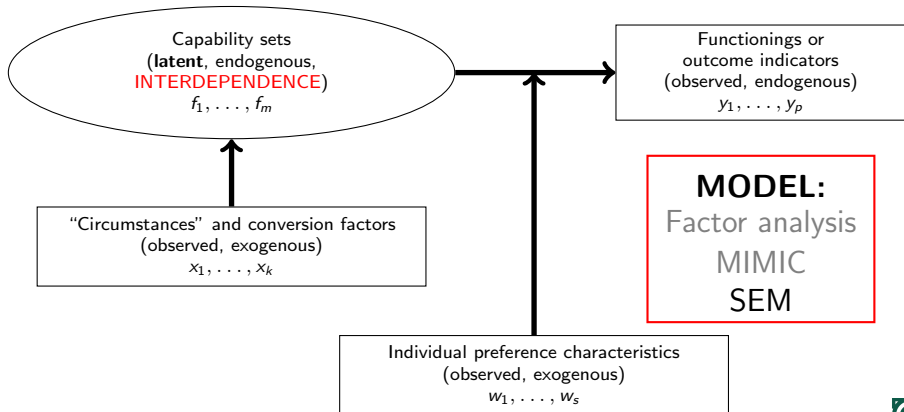 Capability sets
(latent, endogenous,
INTERDEPENDENCE)
f₁, . . . , fₘ
Functionings or
outcome indicators
(observed, endogenous)
y₁, . . . , yₚ
"Circumstances" and conversion factors
(observed, exogenous)
x₁, . . . , xₖ
MODEL:
Factor analysis
MIMIC
SEM
Individual preference characteristics
(observed, exogenous)
w₁, . . . , wₛ